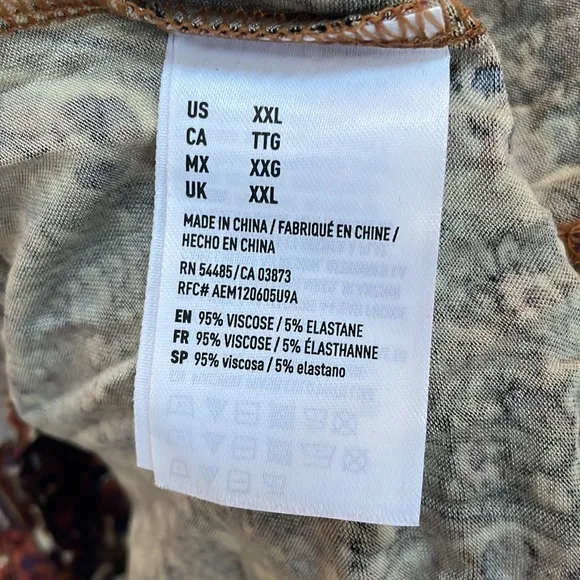 US XXL
CA TTG
MX XXG
UK XXL
MADE IN CHINA / FABRIQUÉ EN CHINE /
HECHO EN CHINA
RN 54485/CA 03873
RFC# AEM120605U9A
EN 95% VISCOSE / 5% ELASTANE
FR 95% VISCOSE / 5% ÉLASTHANNE
SP 95% viscosa / 5% elastano